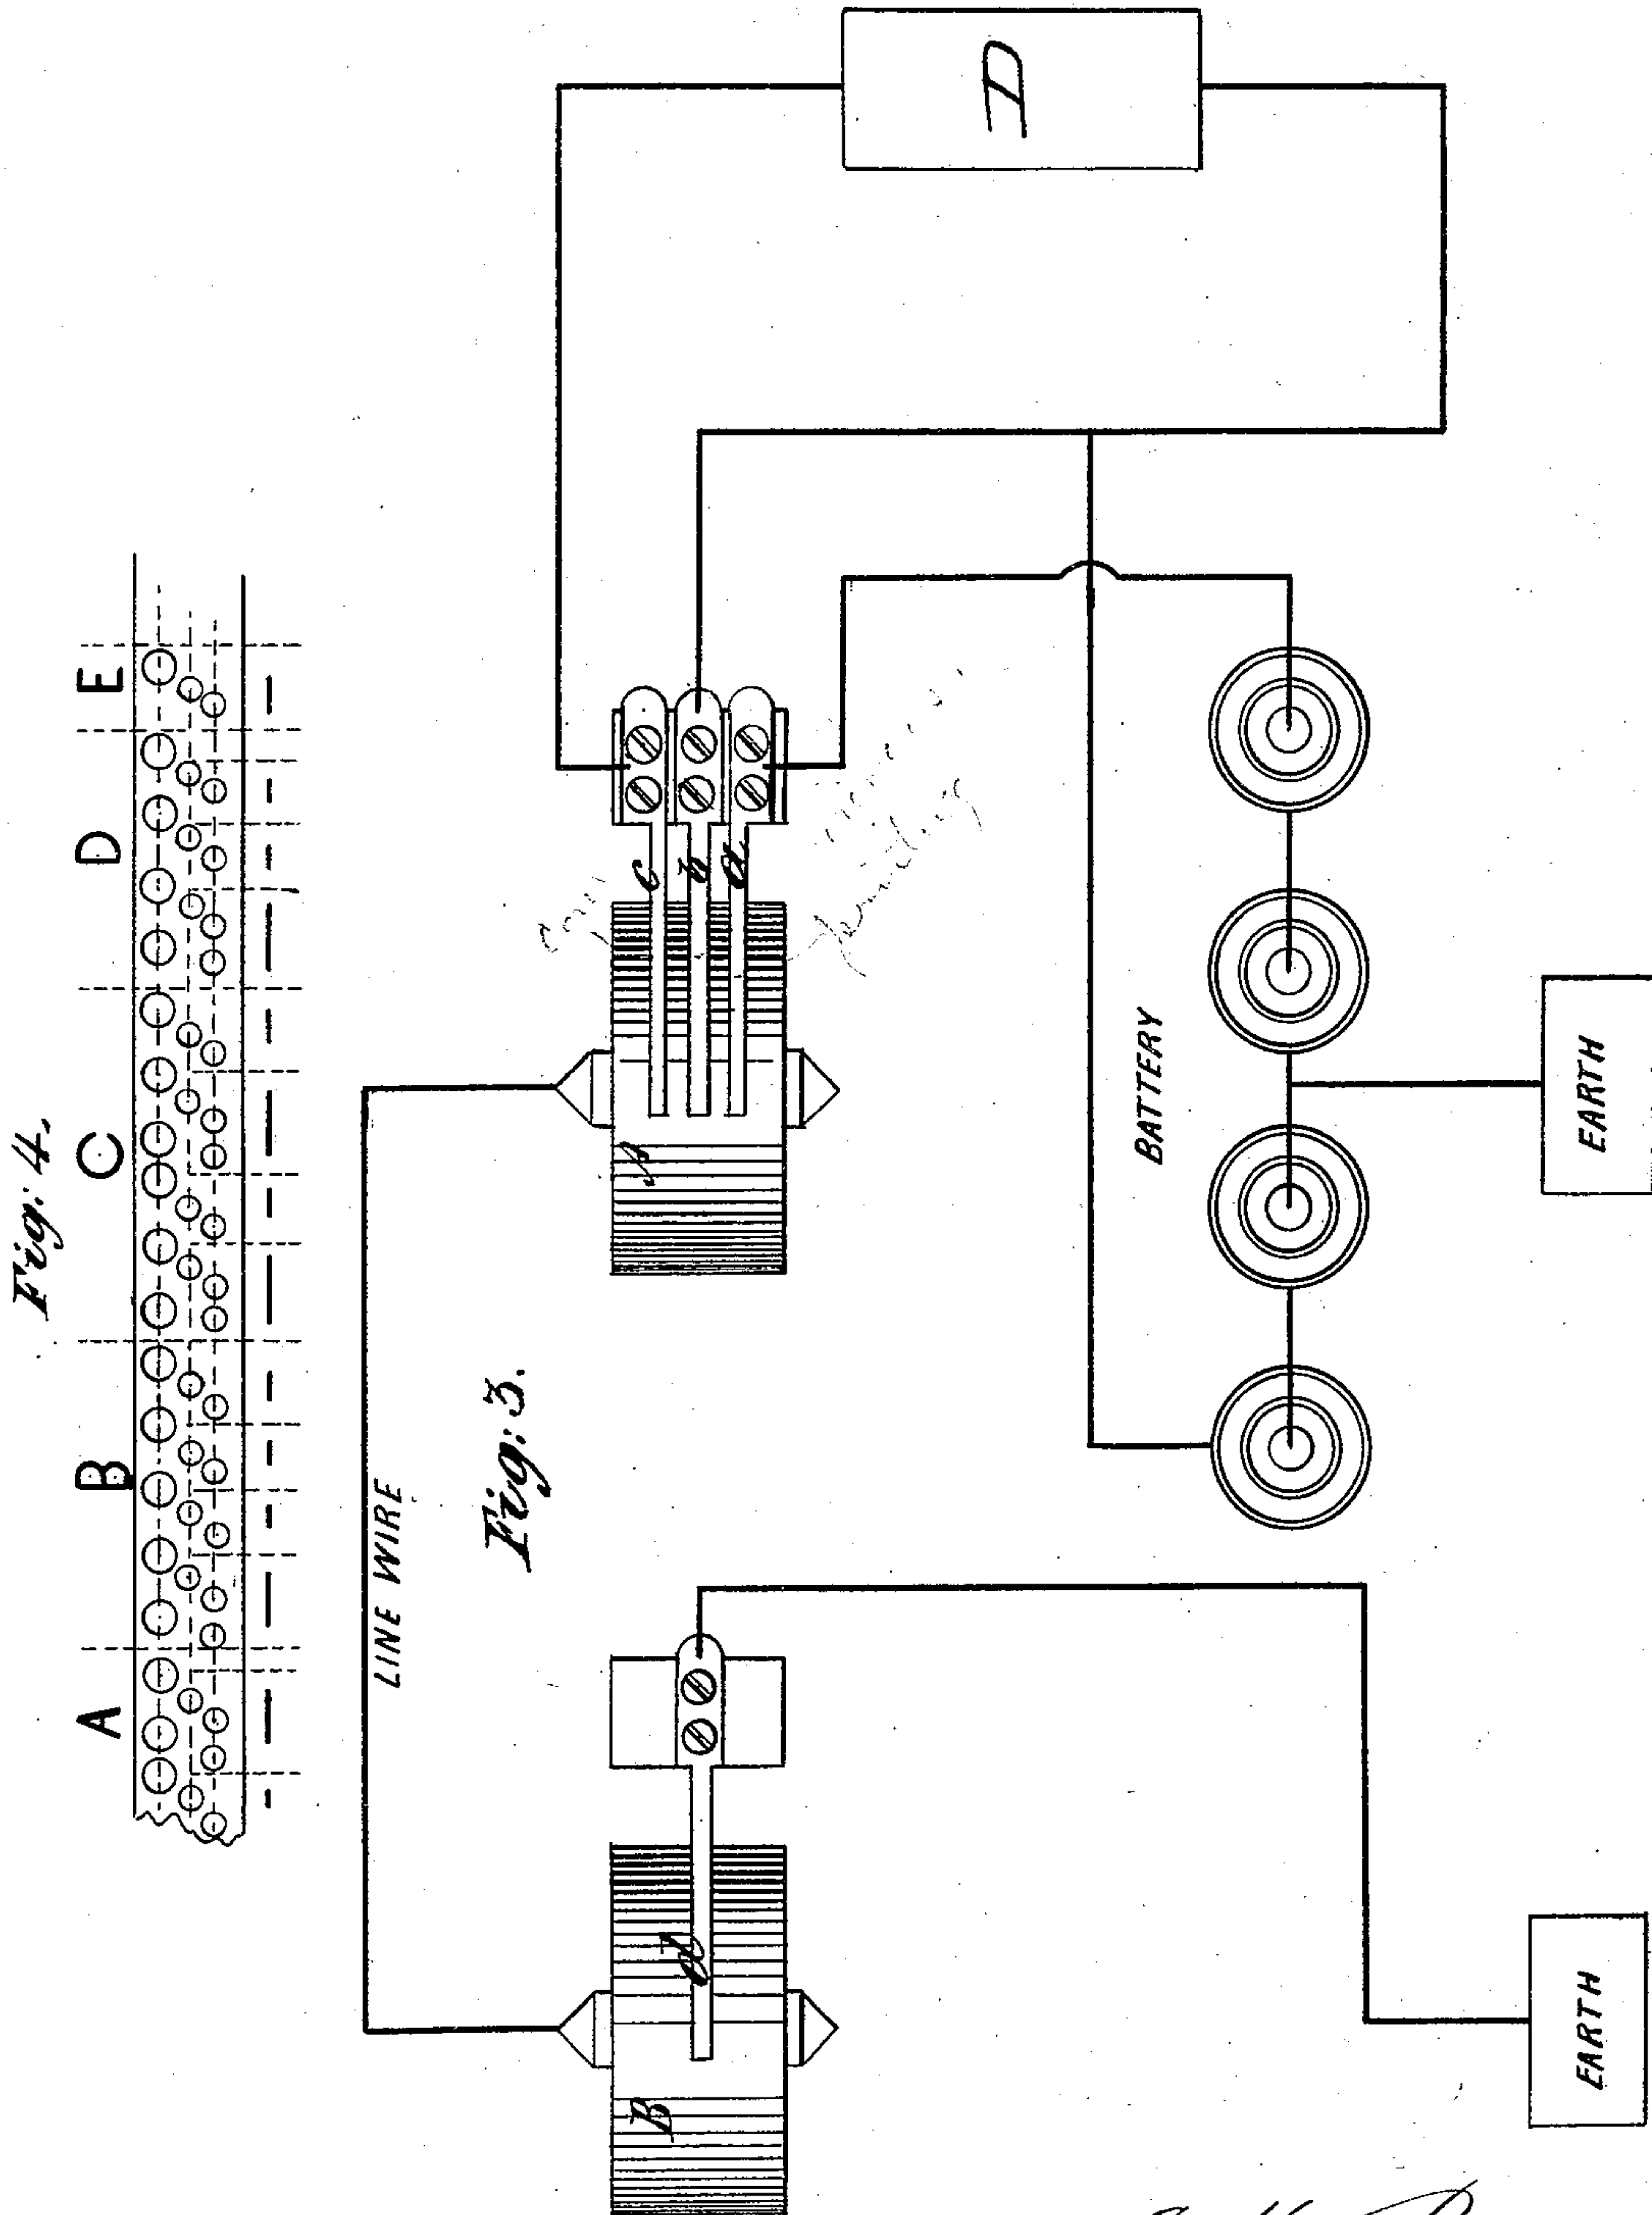 Fig: 4,
A B C D E
LINE WIRE
Fig: 3.
B
d
A
c
b
a
D
BATTERY
EARTH
EARTH